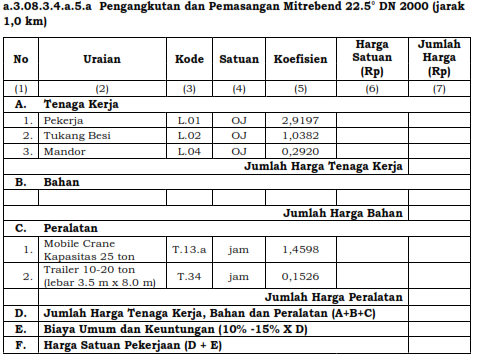 a.3.08.3.4.a.5.a Pengangkutan dan Pemasangan Mitrebend 22.5° DN 2000 (jarak
1,0 km)
No Uraian Kode Satuan Koefisien Harga Satuan (Rp) Jumlah Harga (Rp)
(1) (2) (3) (4) (5) (6) (7)
A. Tenaga Kerja
1. Pekerja L.01 OJ 2,9197
2. Tukang Besi L.02 OJ 1,0382
3. Mandor L.04 OJ 0,2920
Jumlah Harga Tenaga Kerja
B. Bahan
Jumlah Harga Bahan
C. Peralatan
1. Mobile Crane
Kapasitas 25 ton T.13.a jam 1,4598
2. Trailer 10-20 ton
(lebar 3.5 m x 8.0 m) T.34 jam 0,1526
Jumlah Harga Peralatan
D. Jumlah Harga Tenaga Kerja, Bahan dan Peralatan (A+B+C)
E. Biaya Umum dan Keuntungan (10% -15% X D)
F. Harga Satuan Pekerjaan (D + E)